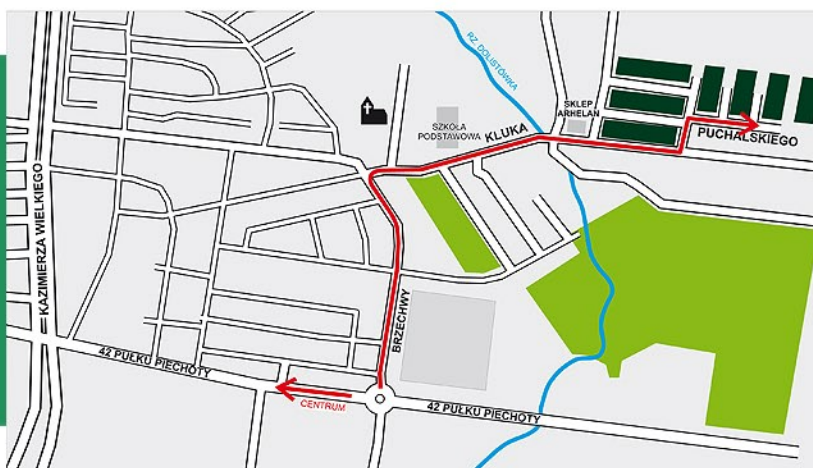 RZ. DOLISTÓWKA
SKLEP
ARHELAN
SZKOŁA
PODSTAWOWA
KLUKA
PUCHALSKIEGO
KAZIMIERZA WIELKIEGO
BRZECHWY
42 PUŁKU PIECHOTY
CENTRUM
42 PUŁKU PIECHOTY